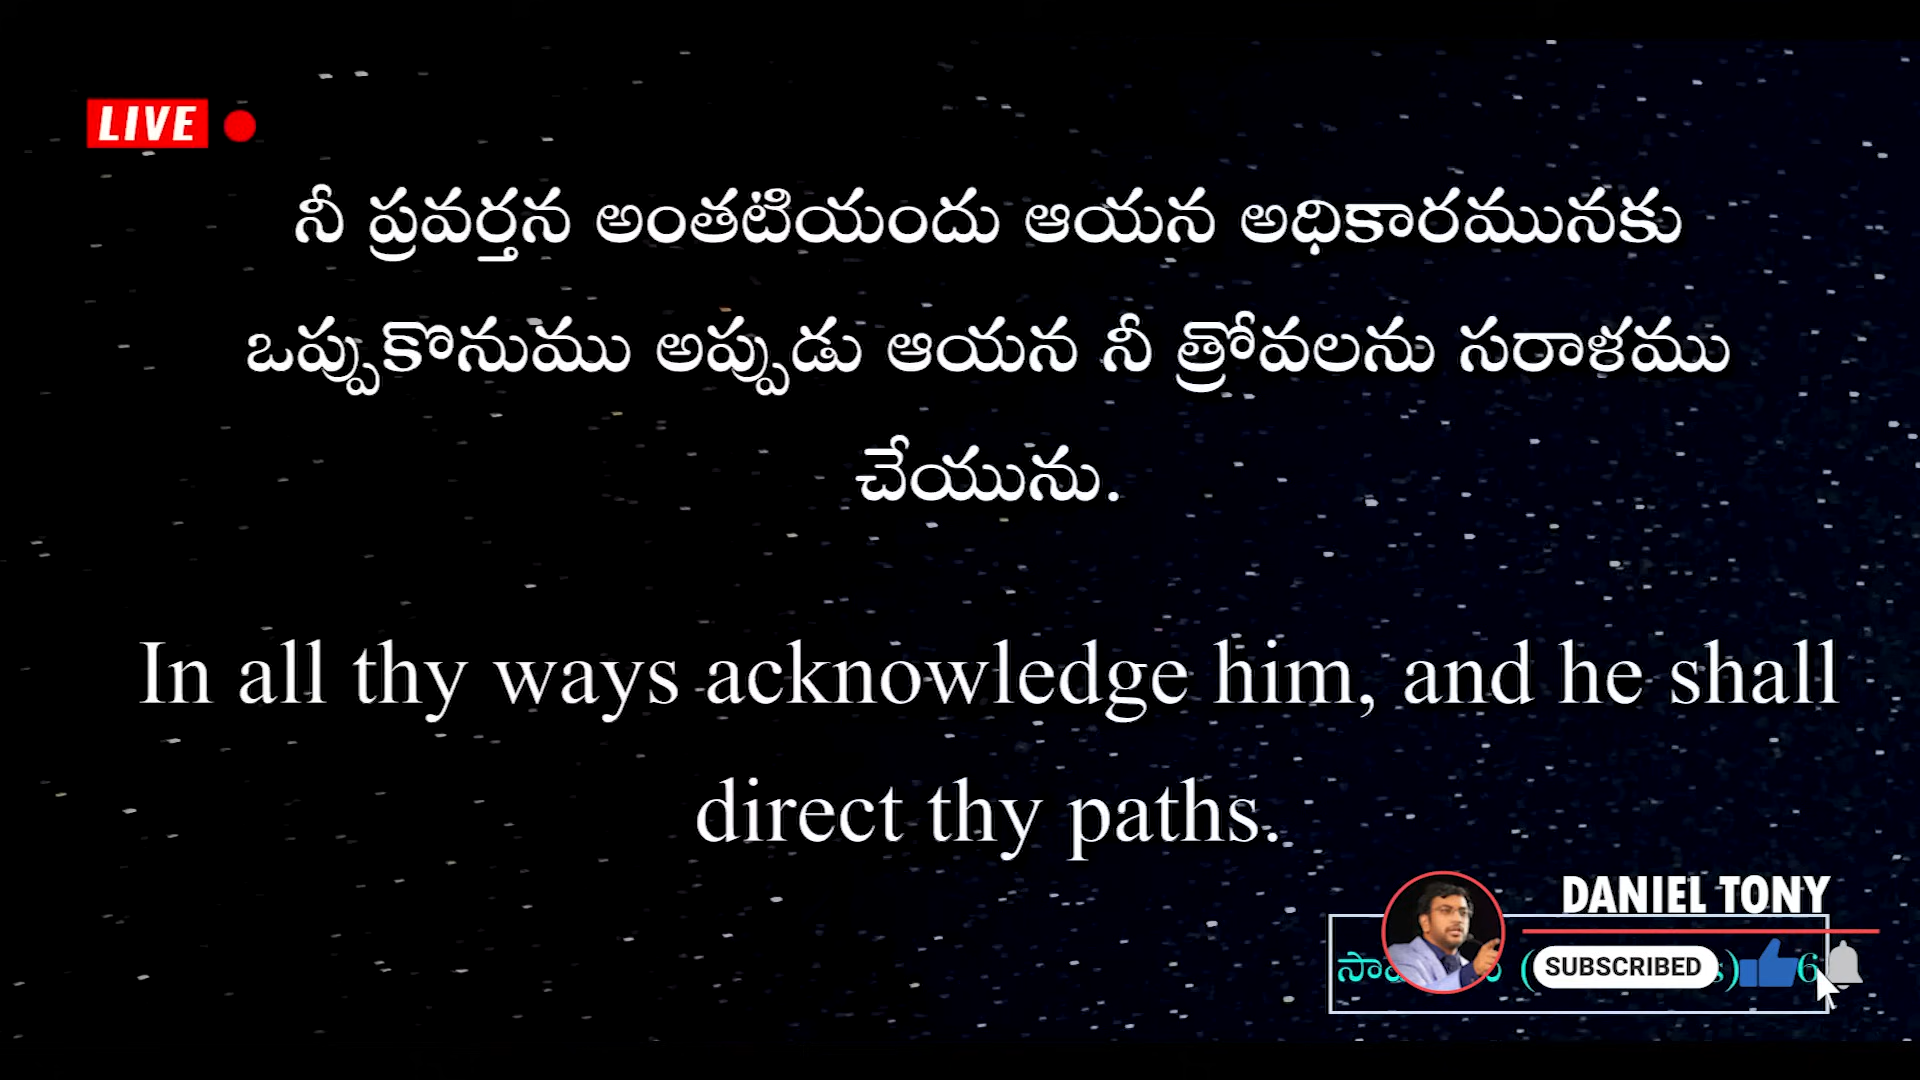 LIVE
నీ ప్రవర్తన అంతటియందు ఆయన అధికారమునకు
ఒప్పుకొనుము అప్పుడు ఆయన నీ త్రోవలను సరాళము
చేయును.
In all thy ways acknowledge him, and he shall
direct thy paths.
DANIEL TONY
SUBSCRIBED